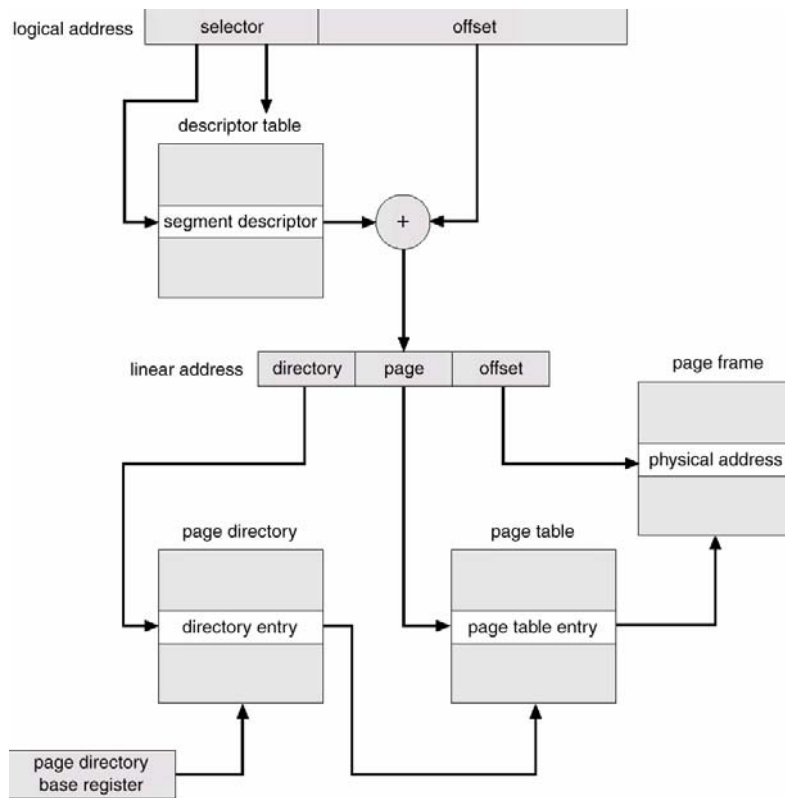 logical address
selector
offset
descriptor table
segment descriptor
+
linear address
directory
page
offset
page frame
physical address
page directory
page table
directory entry
page table entry
page directory
base register